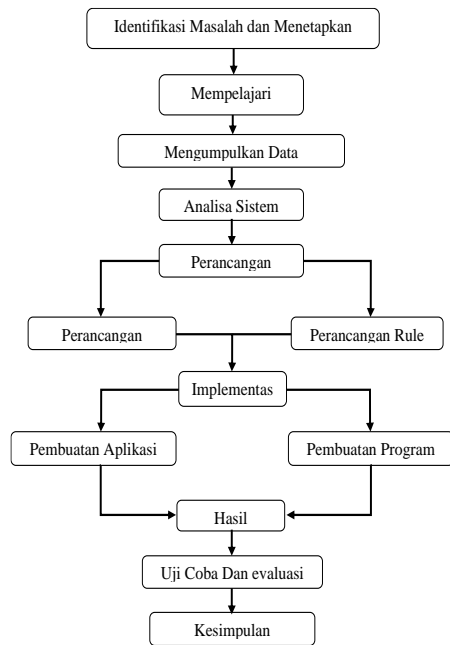 Identifikasi Masalah dan Menetapkan
Mempelajari
Mengumpulkan Data
Analisa Sistem
Perancangan
Perancangan
Perancangan Rule
Implementas
Pembuatan Aplikasi
Pembuatan Program
Hasil
Uji Coba Dan evaluasi
Kesimpulan